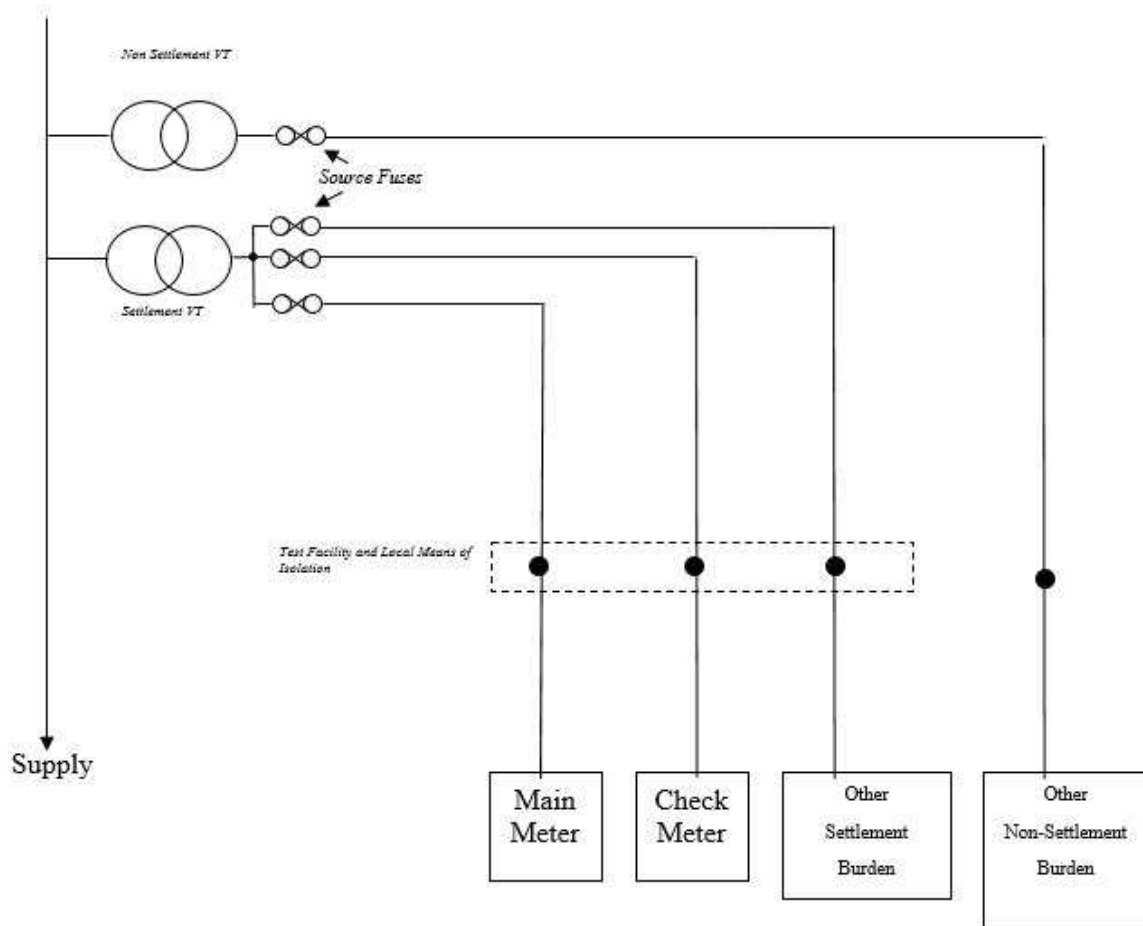 Non Settlement VT
Source Fuses
Settlement VT
Test Facility and Local Means of
Isolation
Supply
Main
Meter
Check
Meter
Other
Settlement
Burden
Other
Non-Settlement
Burden